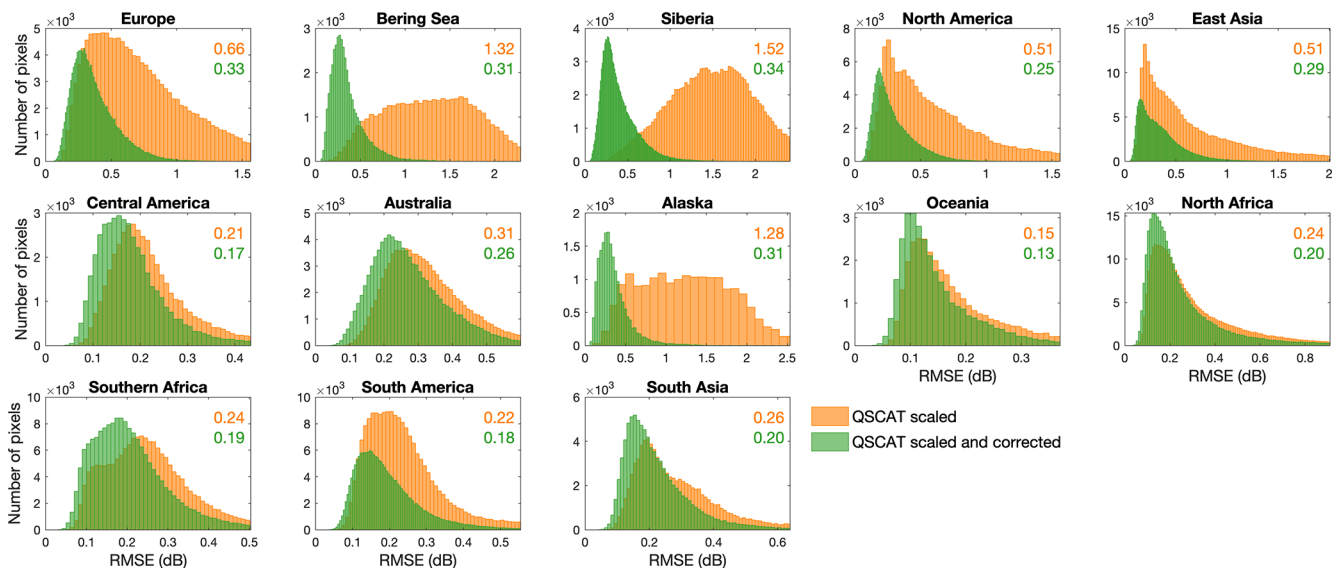 Europe
×10³
Number of pixels
5
4
3
2
1
0
0 0.5 1 1.5
0.66
0.33
Bering Sea
×10³
3
2
1
0
0 0.5 1 1.5 2
1.32
0.31
Siberia
×10³
4
3
2
1
0
0 0.5 1 1.5 2
1.52
0.34
North America
×10³
8
6
4
2
0
0 0.5 1 1.5
0.51
0.25
East Asia
×10³
15
10
5
0
0 0.5 1 1.5 2
0.51
0.29
Central America
×10³
Number of pixels
3
2
1
0
0 0.1 0.2 0.3 0.4
0.21
0.17
Australia
×10³
5
4
3
2
1
0
0 0.1 0.2 0.3 0.4 0.5
0.31
0.26
Alaska
×10³
2
1.5
1
0.5
0
0 0.5 1 1.5 2 2.5
1.28
0.31
Oceania
×10³
3
2
1
0
0 0.1 0.2 0.3
RMSE (dB)
0.15
0.13
North Africa
×10³
15
10
5
0
0 0.2 0.4 0.6 0.8
RMSE (dB)
0.24
0.20
Southern Africa
×10³
Number of pixels
10
8
6
4
2
0
0 0.1 0.2 0.3 0.4 0.5
RMSE (dB)
0.24
0.19
South America
×10³
10
8
6
4
2
0
0 0.1 0.2 0.3 0.4 0.5
RMSE (dB)
0.22
0.18
South Asia
×10³
6
4
2
0
0 0.2 0.4 0.6
RMSE (dB)
0.26
0.20
QSCAT scaled
QSCAT scaled and corrected